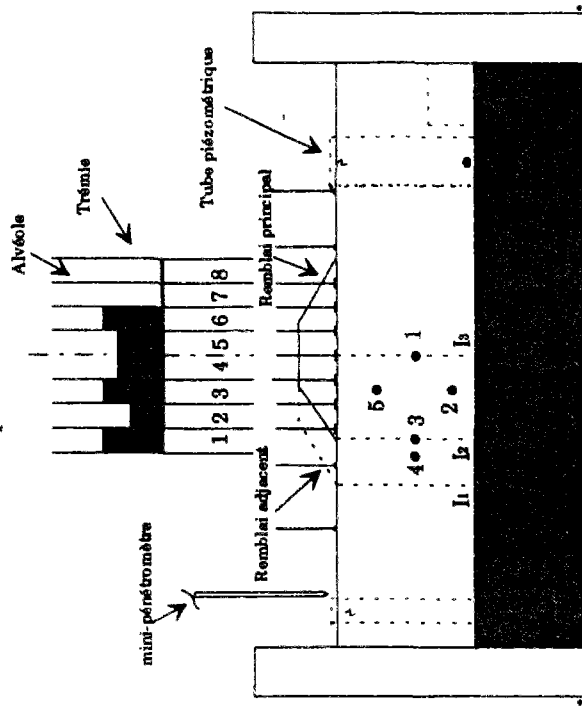 Alvéole
Trémie
Tube piézométrique
mini-pénétromètre
1 2 3 4 5 6 7 8
Remblai adjacent
Remblai principal
5
4 3 1
2
I1 I2 I3